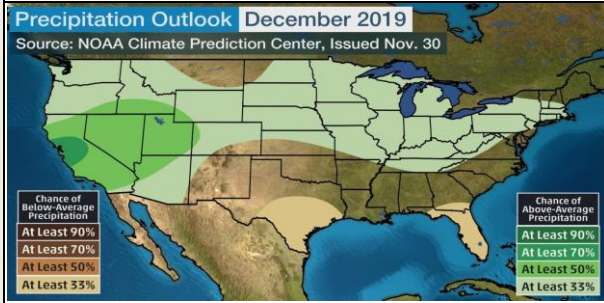 Precipitation Outlook December 2019
Source: NOAA Climate Prediction Center, Issued Nov. 30
Chance of
Below-Average
Precipitation
At Least 90%
At Least 70%
At Least 50%
At Least 33%
Chance of
Above-Average
Precipitation
At Least 90%
At Least 70%
At Least 50%
At Least 33%